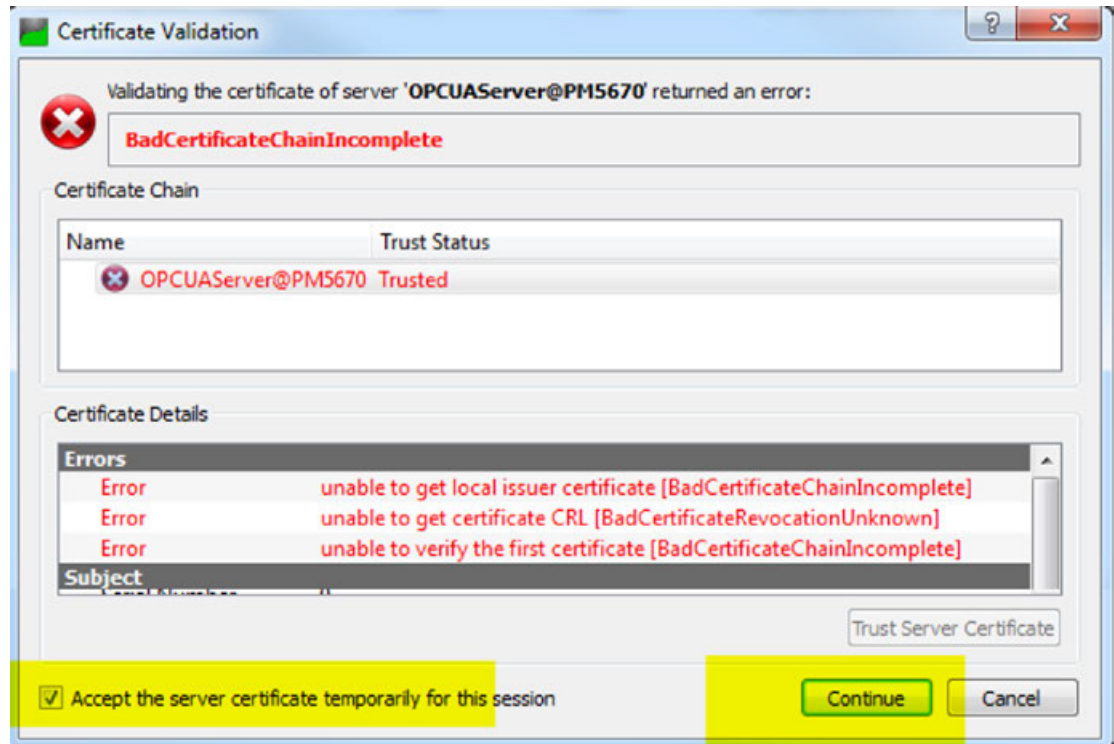 Certificate Validation
Validating the certificate of server 'OPCUAServer@PM5670' returned an error:
BadCertificateChainIncomplete
Certificate Chain
Name Trust Status
OPCUAServer@PM5670 Trusted
Certificate Details
Errors
Error unable to get local issuer certificate [BadCertificateChainIncomplete]
Error unable to get certificate CRL [BadCertificateRevocationUnknown]
Error unable to verify the first certificate [BadCertificateChainIncomplete]
Subject
Trust Server Certificate
Accept the server certificate temporarily for this session
Continue Cancel